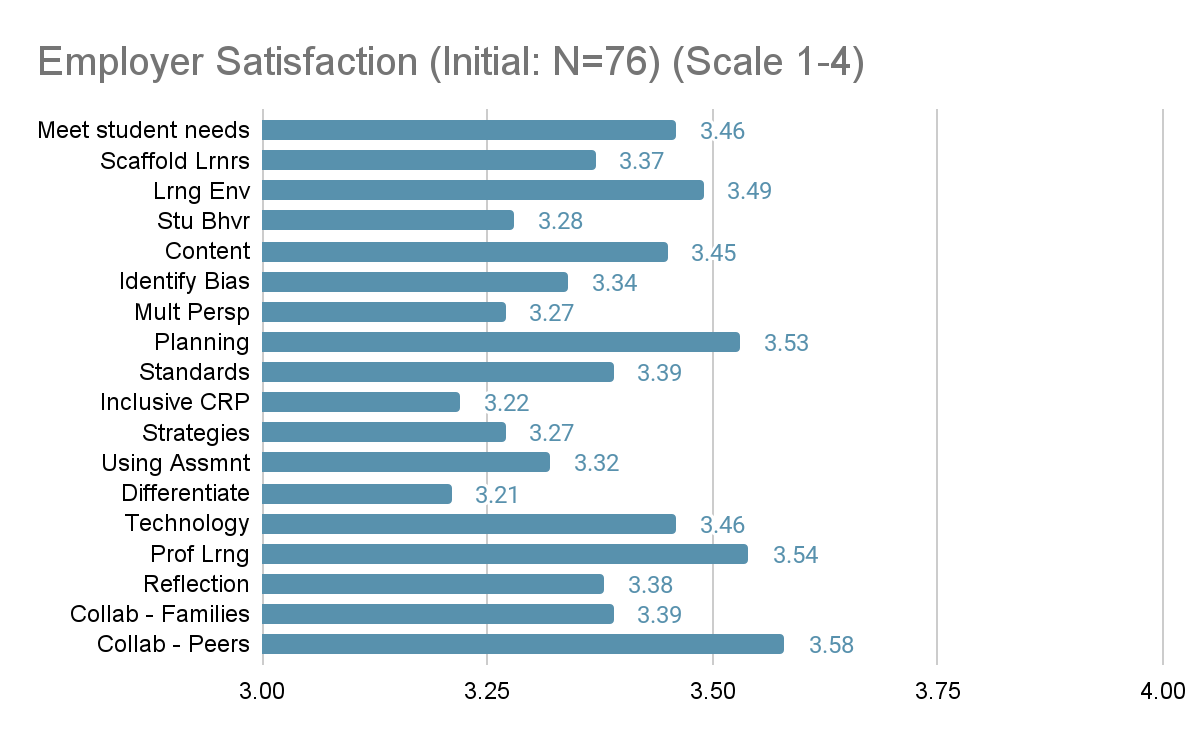 Employer Satisfaction (Initial: N=76) (Scale 1-4)
Meet student needs 3.46
Scaffold Lrnrs 3.37
Lrng Env 3.49
Stu Bhvr 3.28
Content 3.45
Identify Bias 3.34
Mult Persp 3.27
Planning 3.53
Standards 3.39
Inclusive CRP 3.22
Strategies 3.27
Using Assmnt 3.32
Differentiate 3.21
Technology 3.46
Prof Lrng 3.54
Reflection 3.38
Collab - Families 3.39
Collab - Peers 3.58
3.00 3.25 3.50 3.75 4.00